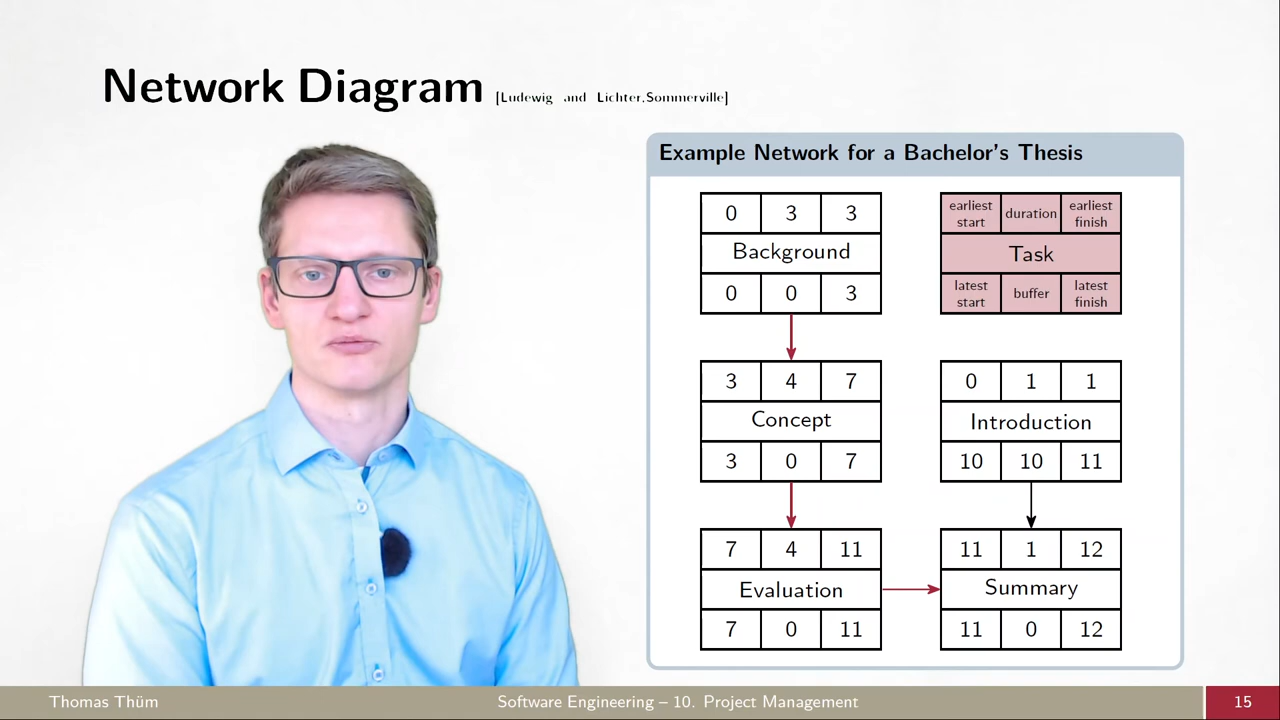 Network Diagram [Ludewig and Lichter,Sommerville]
Example Network for a Bachelor's Thesis
0 3 3
Background
0 0 3
earliest start duration earliest finish
Task
latest start buffer latest finish
3 4 7
Concept
3 0 7
0 1 1
Introduction
10 10 11
7 4 11
Evaluation
7 0 11
11 1 12
Summary
11 0 12
Thomas Thüm Software Engineering – 10. Project Management 15